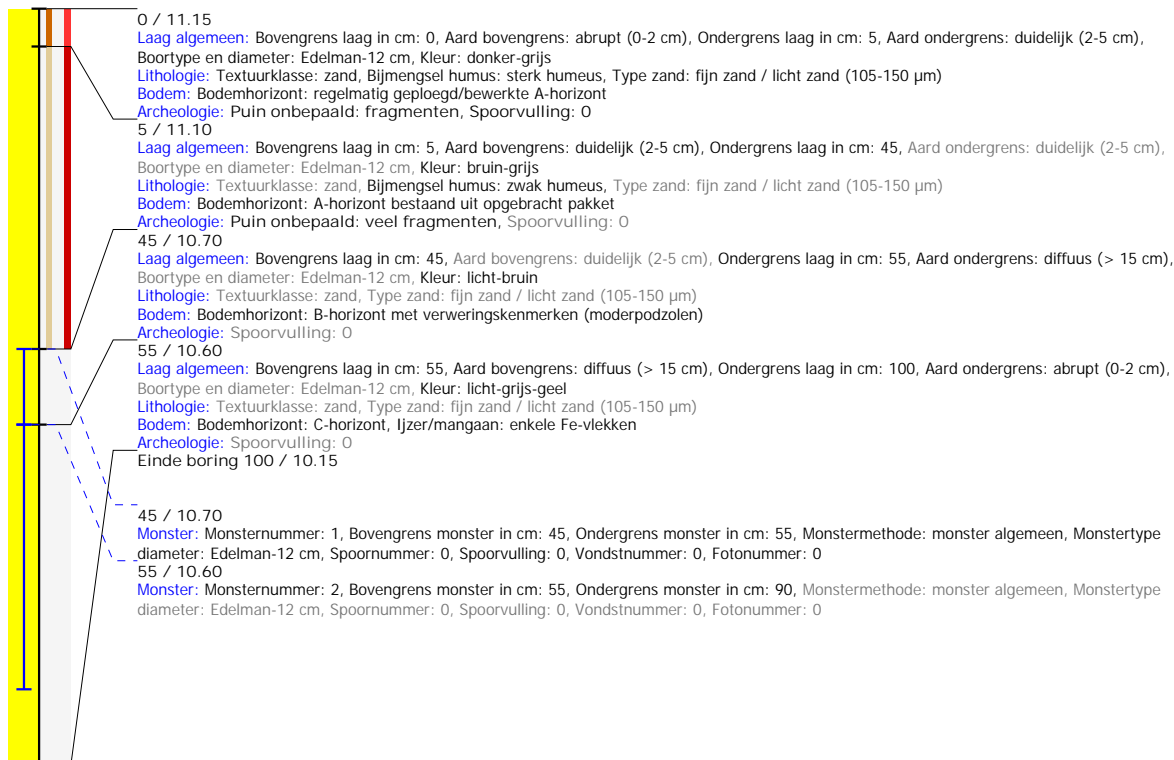 0 / 11.15
Laag algemeen: Bovengrens laag in cm: 0, Aard bovengrens: abrupt (0-2 cm), Ondergrens laag in cm: 5, Aard ondergrens: duidelijk (2-5 cm),
Boortype en diameter: Edelman-12 cm, Kleur: donker-grijs
Lithologie: Textuurklasse: zand, Bijmengsel humus: sterk humeus, Type zand: fijn zand / licht zand (105-150 µm)
Bodem: Bodemhorizont: regelmatig geploegd/bewerkte A-horizont
Archeologie: Puin onbepaald: fragmenten, Spoorvulling: 0
5 / 11.10
Laag algemeen: Bovengrens laag in cm: 5, Aard bovengrens: duidelijk (2-5 cm), Ondergrens laag in cm: 45, Aard ondergrens: duidelijk (2-5 cm),
Boortype en diameter: Edelman-12 cm, Kleur: bruin-grijs
Lithologie: Textuurklasse: zand, Bijmengsel humus: zwak humeus, Type zand: fijn zand / licht zand (105-150 µm)
Bodem: Bodemhorizont: A-horizont bestaand uit opgebracht pakket
Archeologie: Puin onbepaald: veel fragmenten, Spoorvulling: 0
45 / 10.70
Laag algemeen: Bovengrens laag in cm: 45, Aard bovengrens: duidelijk (2-5 cm), Ondergrens laag in cm: 55, Aard ondergrens: diffuus (> 15 cm),
Boortype en diameter: Edelman-12 cm, Kleur: licht-bruin
Lithologie: Textuurklasse: zand, Type zand: fijn zand / licht zand (105-150 µm)
Bodem: Bodemhorizont: B-horizont met verweringskenmerken (moderpodzolen)
Archeologie: Spoorvulling: 0
55 / 10.60
Laag algemeen: Bovengrens laag in cm: 55, Aard bovengrens: diffuus (> 15 cm), Ondergrens laag in cm: 100, Aard ondergrens: abrupt (0-2 cm),
Boortype en diameter: Edelman-12 cm, Kleur: licht-grijs-geel
Lithologie: Textuurklasse: zand, Type zand: fijn zand / licht zand (105-150 µm)
Bodem: Bodemhorizont: C-horizont, Ijzer/mangaan: enkele Fe-vlekken
Archeologie: Spoorvulling: 0
Einde boring 100 / 10.15
45 / 10.70
Monster: Monsternummer: 1, Bovengrens monster in cm: 45, Ondergrens monster in cm: 55, Monstermethode: monster algemeen, Monstertype
diameter: Edelman-12 cm, Spoornummer: 0, Spoorvulling: 0, Vondstnummer: 0, Fotonummer: 0
55 / 10.60
Monster: Monsternummer: 2, Bovengrens monster in cm: 55, Ondergrens monster in cm: 90, Monstermethode: monster algemeen, Monstertype
diameter: Edelman-12 cm, Spoornummer: 0, Spoorvulling: 0, Vondstnummer: 0, Fotonummer: 0